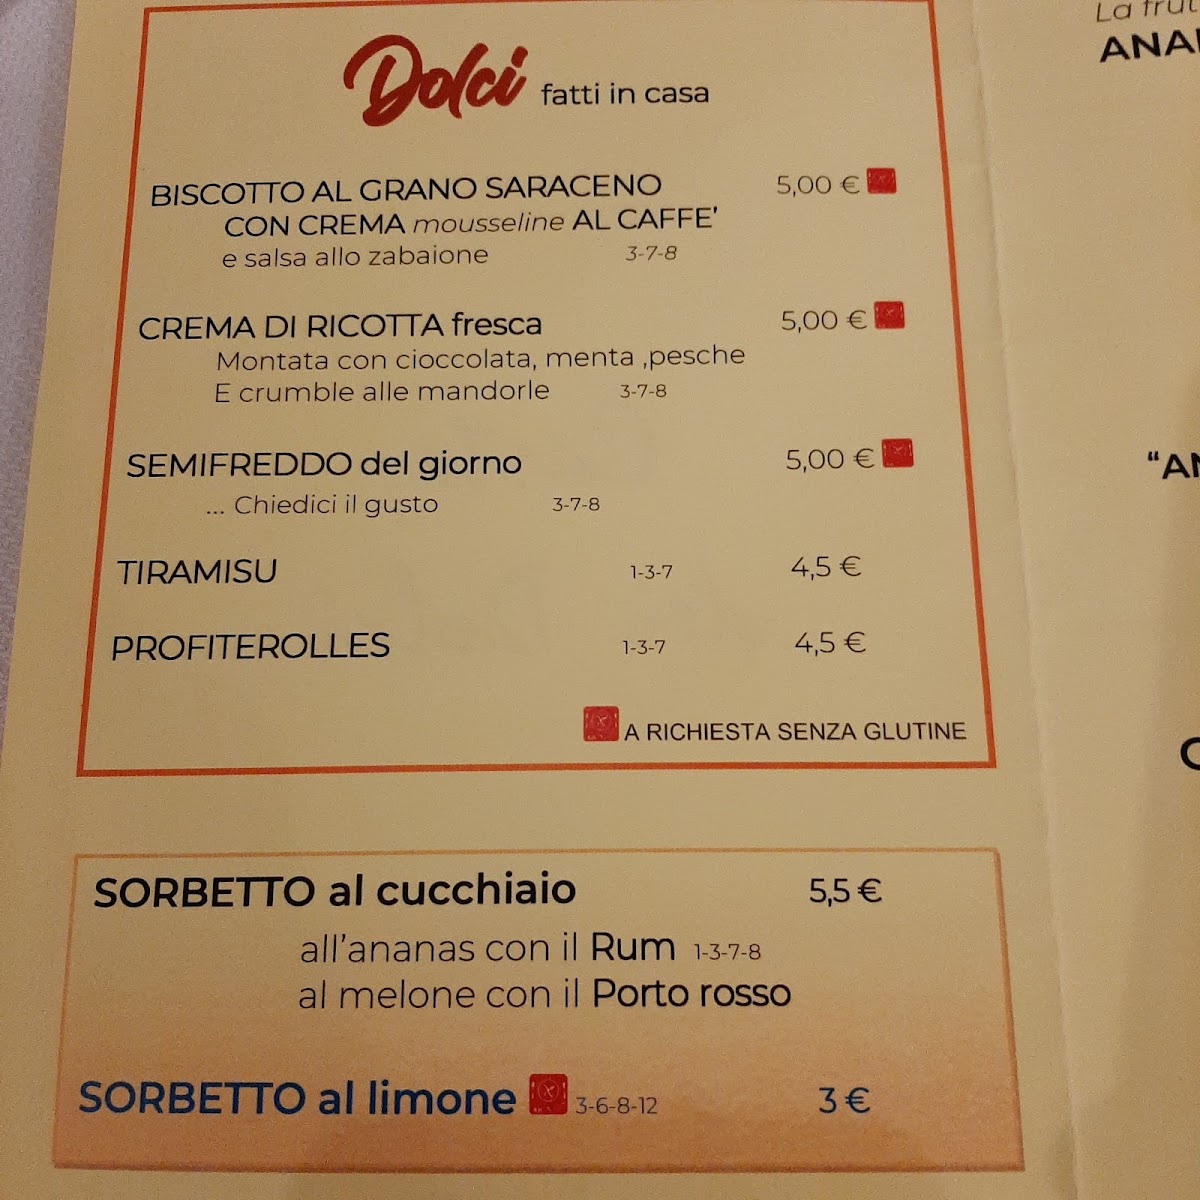 Dolci fatti in casa
BISCOTTO AL GRANO SARACENO 5,00 €
CON CREMA mousseline AL CAFFE'
e salsa allo zabaione 3-7-8
CREMA DI RICOTTA fresca 5,00 €
Montata con cioccolata, menta ,pesche
E crumble alle mandorle 3-7-8
SEMIFREDDO del giorno 5,00 €
... Chiedici il gusto 3-7-8
TIRAMISU 1-3-7 4,5 €
PROFITEROLLES 1-3-7 4,5 €
A RICHIESTA SENZA GLUTINE
SORBETTO al cucchiaio 5,5 €
all'ananas con il Rum 1-3-7-8
al melone con il Porto rosso
SORBETTO al limone 3-6-8-12 3 €
La